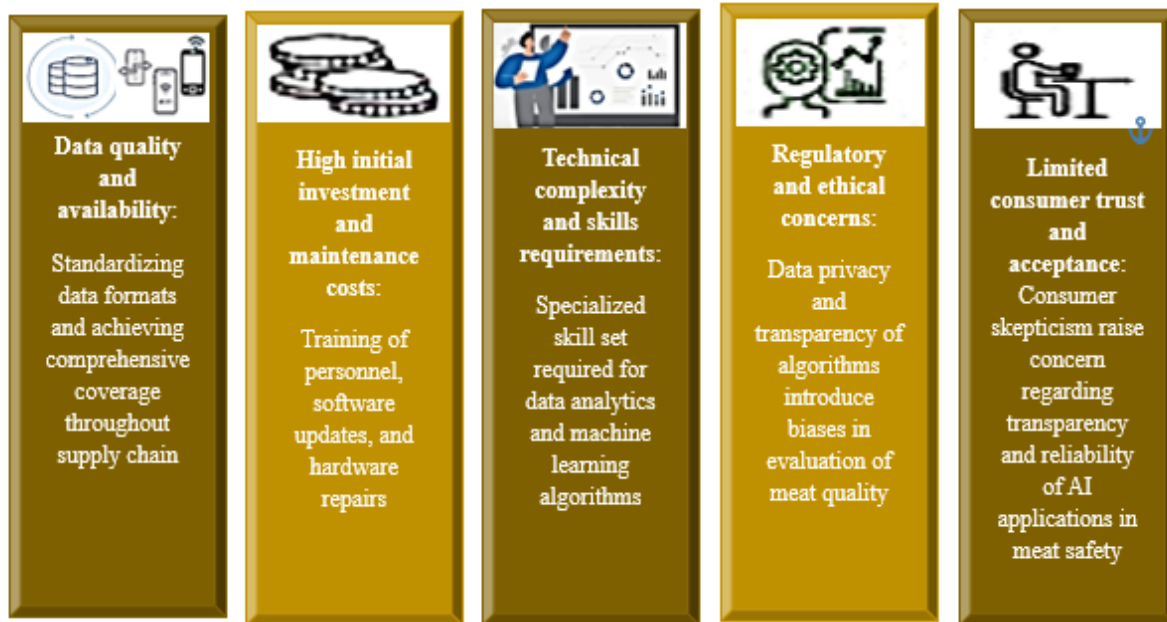 Data quality
and
availability:
Standardizing
data formats
and achieving
comprehensive
coverage
throughout
supply chain
High initial
investment
and
maintenance
costs:
Training of
personnel,
software
updates, and
hardware
repairs
Technical
complexity
and skills
requirements:
Specialized
skill set
required for
data analytics
and machine
learning
algorithms
Regulatory
and ethical
concerns:
Data privacy
and
transparency of
algorithms
introduce
biases in
evaluation of
meat quality
Limited
consumer trust
and
acceptance:
Consumer
skepticism raise
concern
regarding
transparency
and reliability
of AI
applications in
meat safety